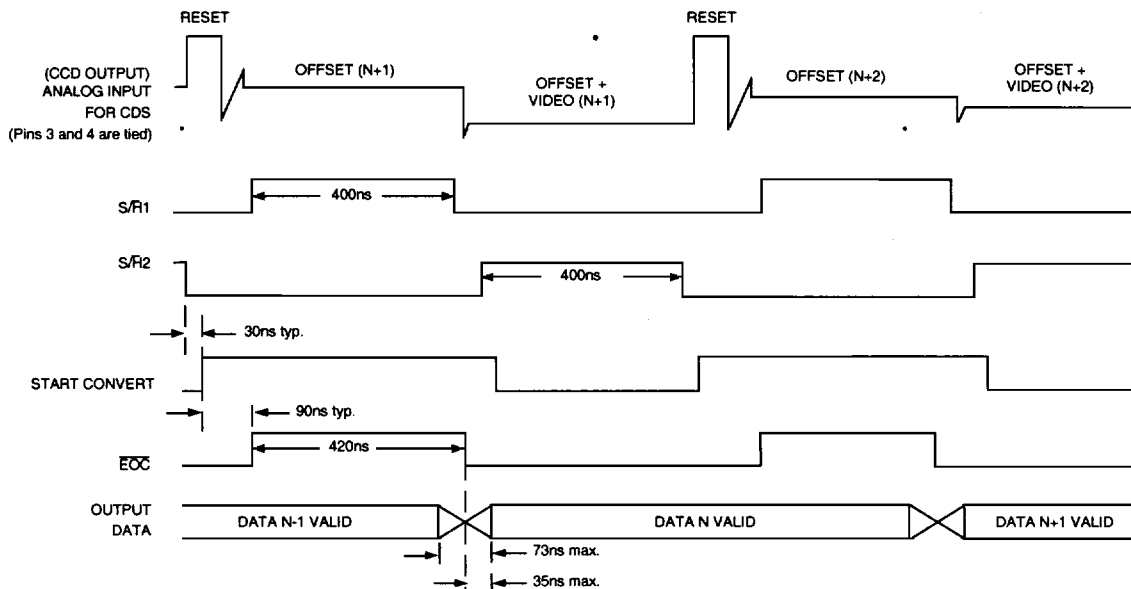 RESET
RESET
(CCD OUTPUT)
ANALOG INPUT
FOR CDS
(Pins 3 and 4 are tied)
OFFSET (N+1)
OFFSET +
VIDEO (N+1)
OFFSET (N+2)
OFFSET +
VIDEO (N+2)
S/H1
400ns
S/H2
400ns
30ns typ.
START CONVERT
90ns typ.
EOC
420ns
OUTPUT
DATA
DATA N-1 VALID
DATA N VALID
DATA N+1 VALID
73ns max.
35ns max.